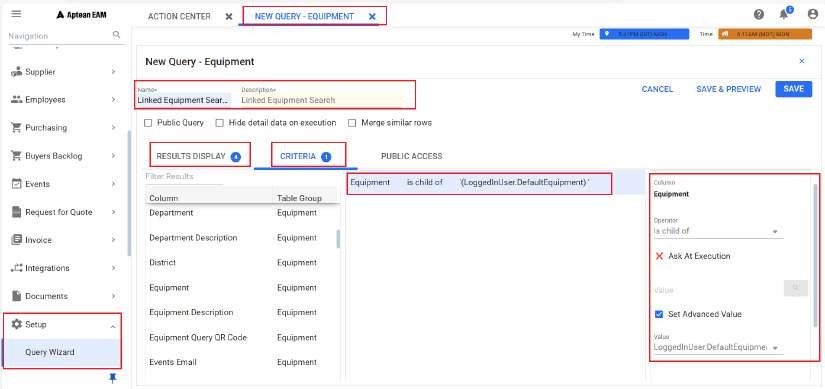 Aptean EAM
ACTION CENTER
NEW QUERY - EQUIPMENT
Navigation
My Time
Time
New Query - Equipment
Supplier
Name*
Description*
Linked Equipment Sear...
Linked Equipment Search
CANCEL
SAVE & PREVIEW
SAVE
Employees
Public Query
Hide detail data on execution
Merge similar rows
Purchasing
Buyers Backlog
RESULTS DISPLAY 4
CRITERIA 1
PUBLIC ACCESS
Events
Filter Results
Equipment is child of '(LoggedInUser.DefaultEquipment) '
Column
Equipment
Column
Table Group
Request for Quote
Department Equipment
Operator
is child of
Invoice
Department Description Equipment
Ask At Execution
District Equipment
Integrations
Equipment Equipment
Value
Documents
Equipment Description Equipment
Set Advanced Value
Setup
Equipment Query QR Code Equipment
Value
LoggedInUser.DefaultEquipmer
Query Wizard
Events Email Equipment